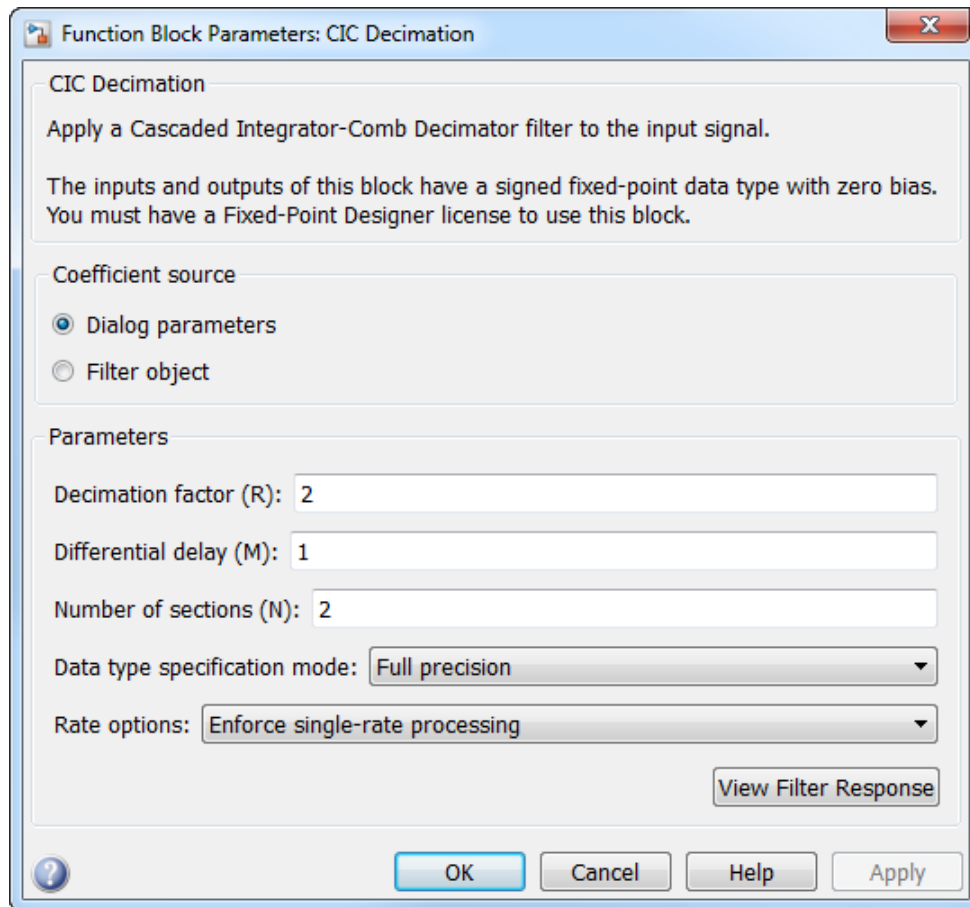 Function Block Parameters: CIC Decimation
CIC Decimation
Apply a Cascaded Integrator-Comb Decimator filter to the input signal.
The inputs and outputs of this block have a signed fixed-point data type with zero bias.
You must have a Fixed-Point Designer license to use this block.
Coefficient source
Dialog parameters
Filter object
Parameters
Decimation factor (R): 2
Differential delay (M): 1
Number of sections (N): 2
Data type specification mode: Full precision
Rate options: Enforce single-rate processing
View Filter Response
? OK Cancel Help Apply